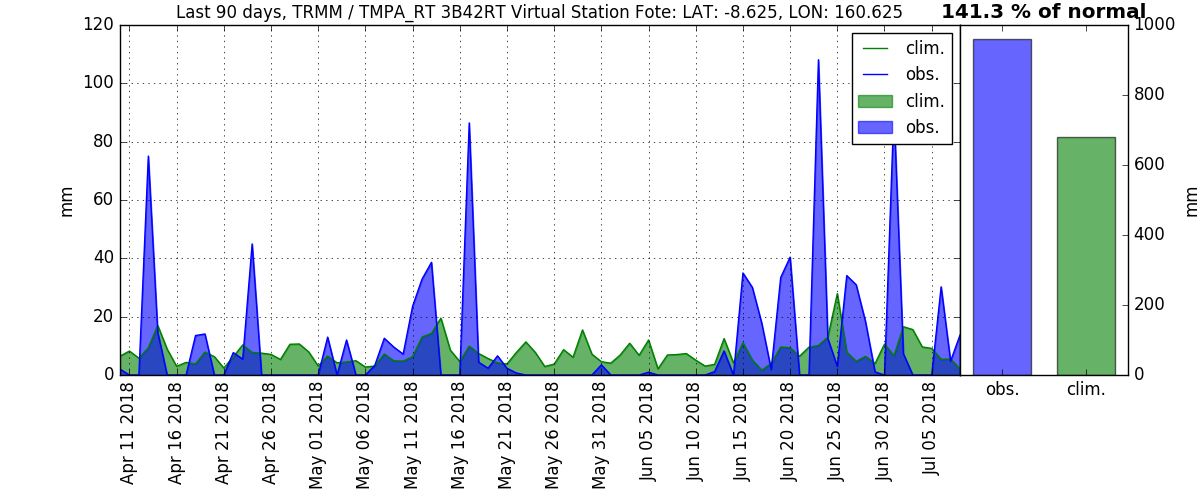 Last 90 days, TRMM / TMPA_RT 3B42RT Virtual Station Fote: LAT: -8.625, LON: 160.625
141.3 % of normal
120
100
80
60
40
20
0
mm
clim.
obs.
clim.
obs.
1000
800
600
400
200
0
mm
obs.
clim.
Apr 11 2018
Apr 16 2018
Apr 21 2018
Apr 26 2018
May 01 2018
May 06 2018
May 11 2018
May 16 2018
May 21 2018
May 26 2018
May 31 2018
Jun 05 2018
Jun 10 2018
Jun 15 2018
Jun 20 2018
Jun 25 2018
Jun 30 2018
Jul 05 2018